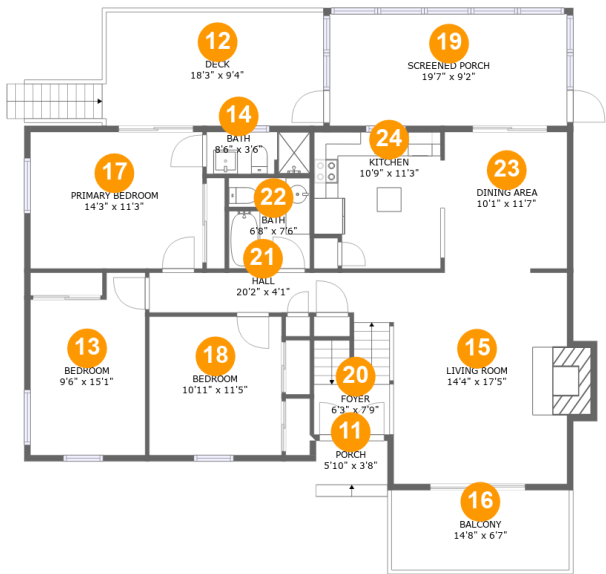 12
DECK
18'3" x 9'4"
19
SCREENED PORCH
19'7" x 9'2"
14
BATH
8'6" x 3'6"
24
KITCHEN
10'9" x 11'3"
17
PRIMARY BEDROOM
14'3" x 11'3"
23
DINING AREA
10'1" x 11'7"
22
BATH
6'8" x 7'6"
21
HALL
20'2" x 4'1"
13
BEDROOM
9'6" x 15'1"
18
BEDROOM
10'11" x 11'5"
15
LIVING ROOM
14'4" x 17'5"
20
FOYER
6'3" x 7'9"
11
PORCH
5'10" x 3'8"
16
BALCONY
14'8" x 6'7"